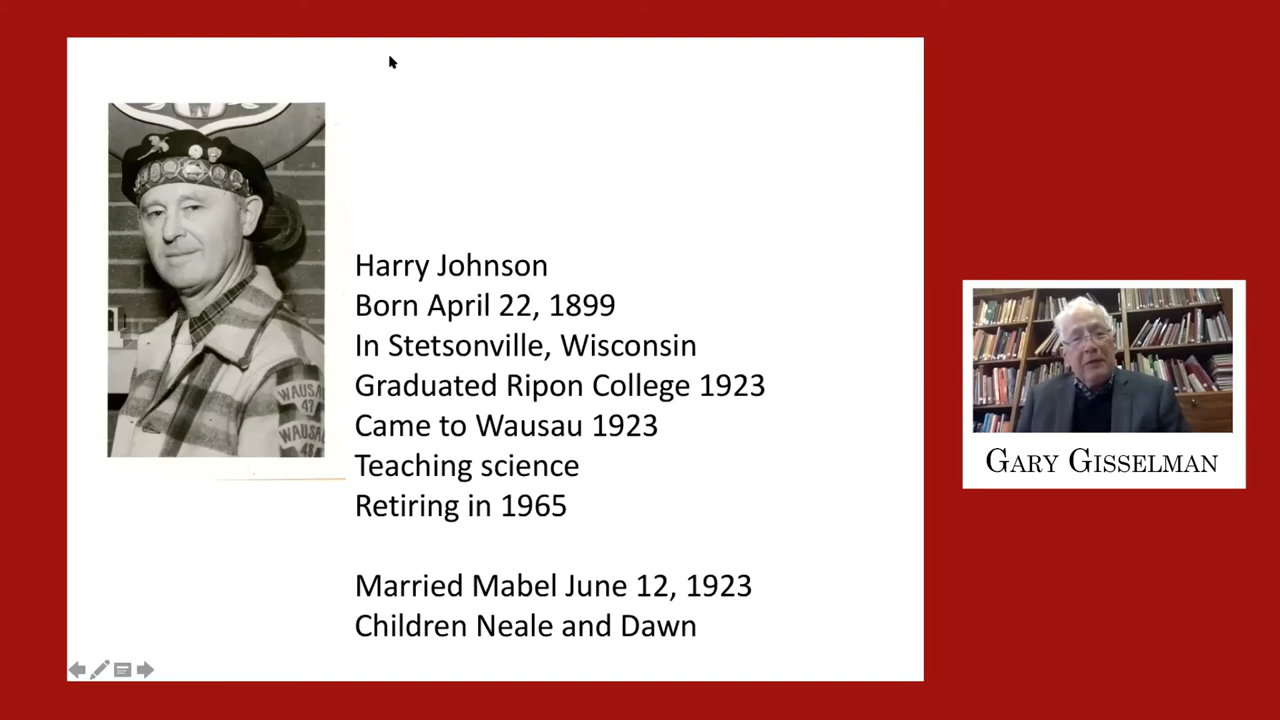 WAUSAU
47
WAUSAU
48
Harry Johnson
Born April 22, 1899
In Stetsonville, Wisconsin
Graduated Ripon College 1923
Came to Wausau 1923
Teaching science
Retiring in 1965
Married Mabel June 12, 1923
Children Neale and Dawn
GARY GISSELMAN